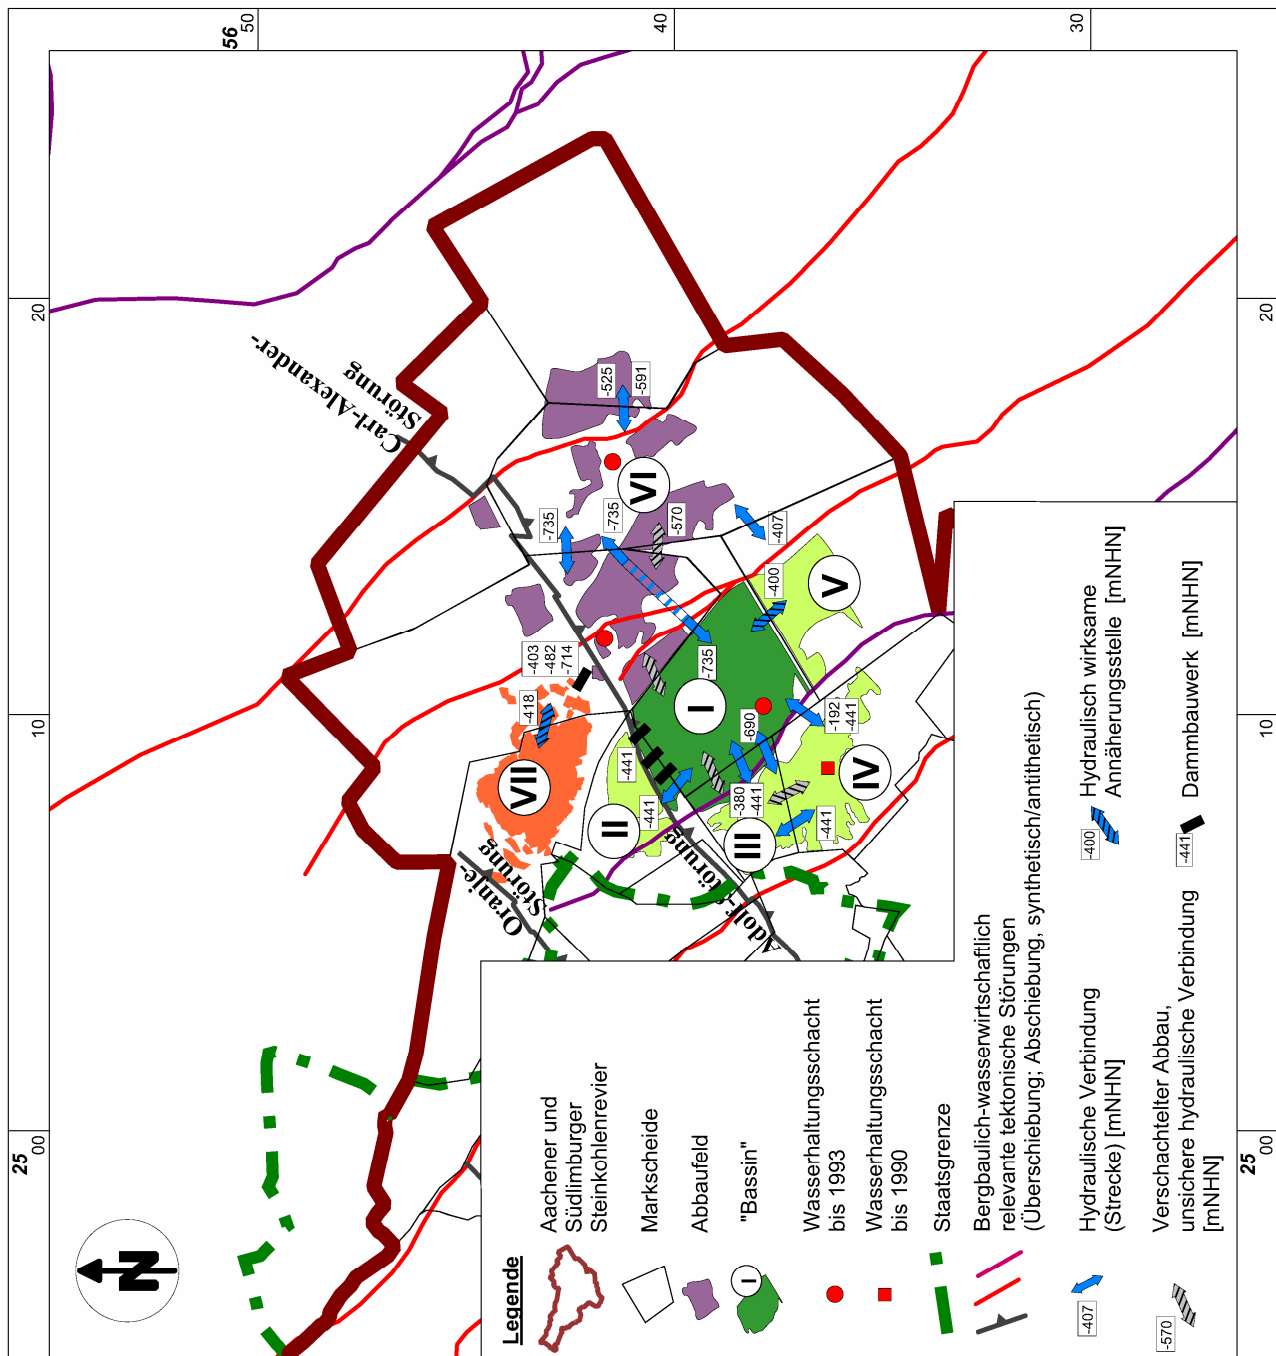 56
50
40
30
20
10
25
00
20
10
25
00
N
Carl-Alexander-
Störung
Oranje-
Störung
Adolf-Störung
I
II
III
IV
V
VI
VII
-525
-591
-735
-735
-570
-407
-400
-403
-482
-714
-418
-735
-690
-192
-441
-441
-441
-380
-441
-441
Legende
Aachener und
Südlimburger
Steinkohlenrevier
Markscheide
Abbaufeld
I
"Bassin"
Wasserhaltungsschacht
bis 1993
Wasserhaltungsschacht
bis 1990
Staatsgrenze
Bergbaulich-wasserwirtschaftlich
relevante tektonische Störungen
(Überschiebung; Abschiebung, synthetisch/antithetisch)
-407
Hydraulische Verbindung
(Strecke) [mNHN]
-400
Hydraulisch wirksame
Annäherungsstelle [mNHN]
-570
Verschachtelter Abbau,
unsichere hydraulische Verbindung
[mNHN]
-441
Dammbauwerk [mNHN]